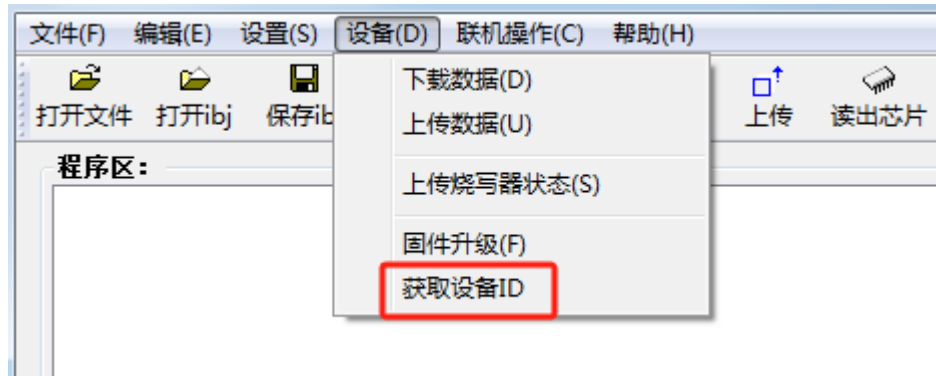 文件(F) 编辑(E) 设置(S) 设备(D) 联机操作(C) 帮助(H)
打开文件 打开ibj 保存ib 上传 读出芯片
下载数据(D)
上传数据(U)
上传烧写器状态(S)
固件升级(F)
获取设备ID
程序区：